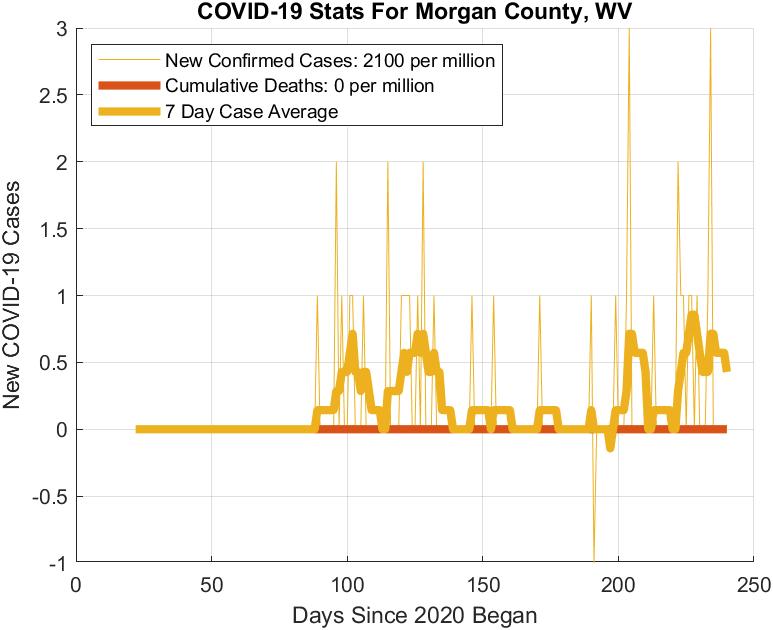 COVID-19 Stats For Morgan County, WV
New Confirmed Cases: 2100 per million
Cumulative Deaths: 0 per million
7 Day Case Average
New COVID-19 Cases
3
2.5
2
1.5
1
0.5
0
-0.5
-1
0 50 100 150 200 250
Days Since 2020 Began